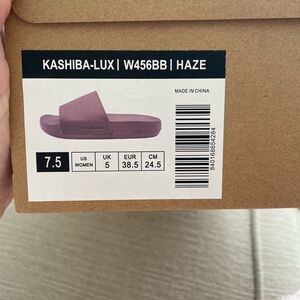 KASHIBA-LUX | W456BB | HAZE
MADE IN CHINA
7.5 US WOMEN UK 5 EUR 38.5 CM 24.5
840168654284